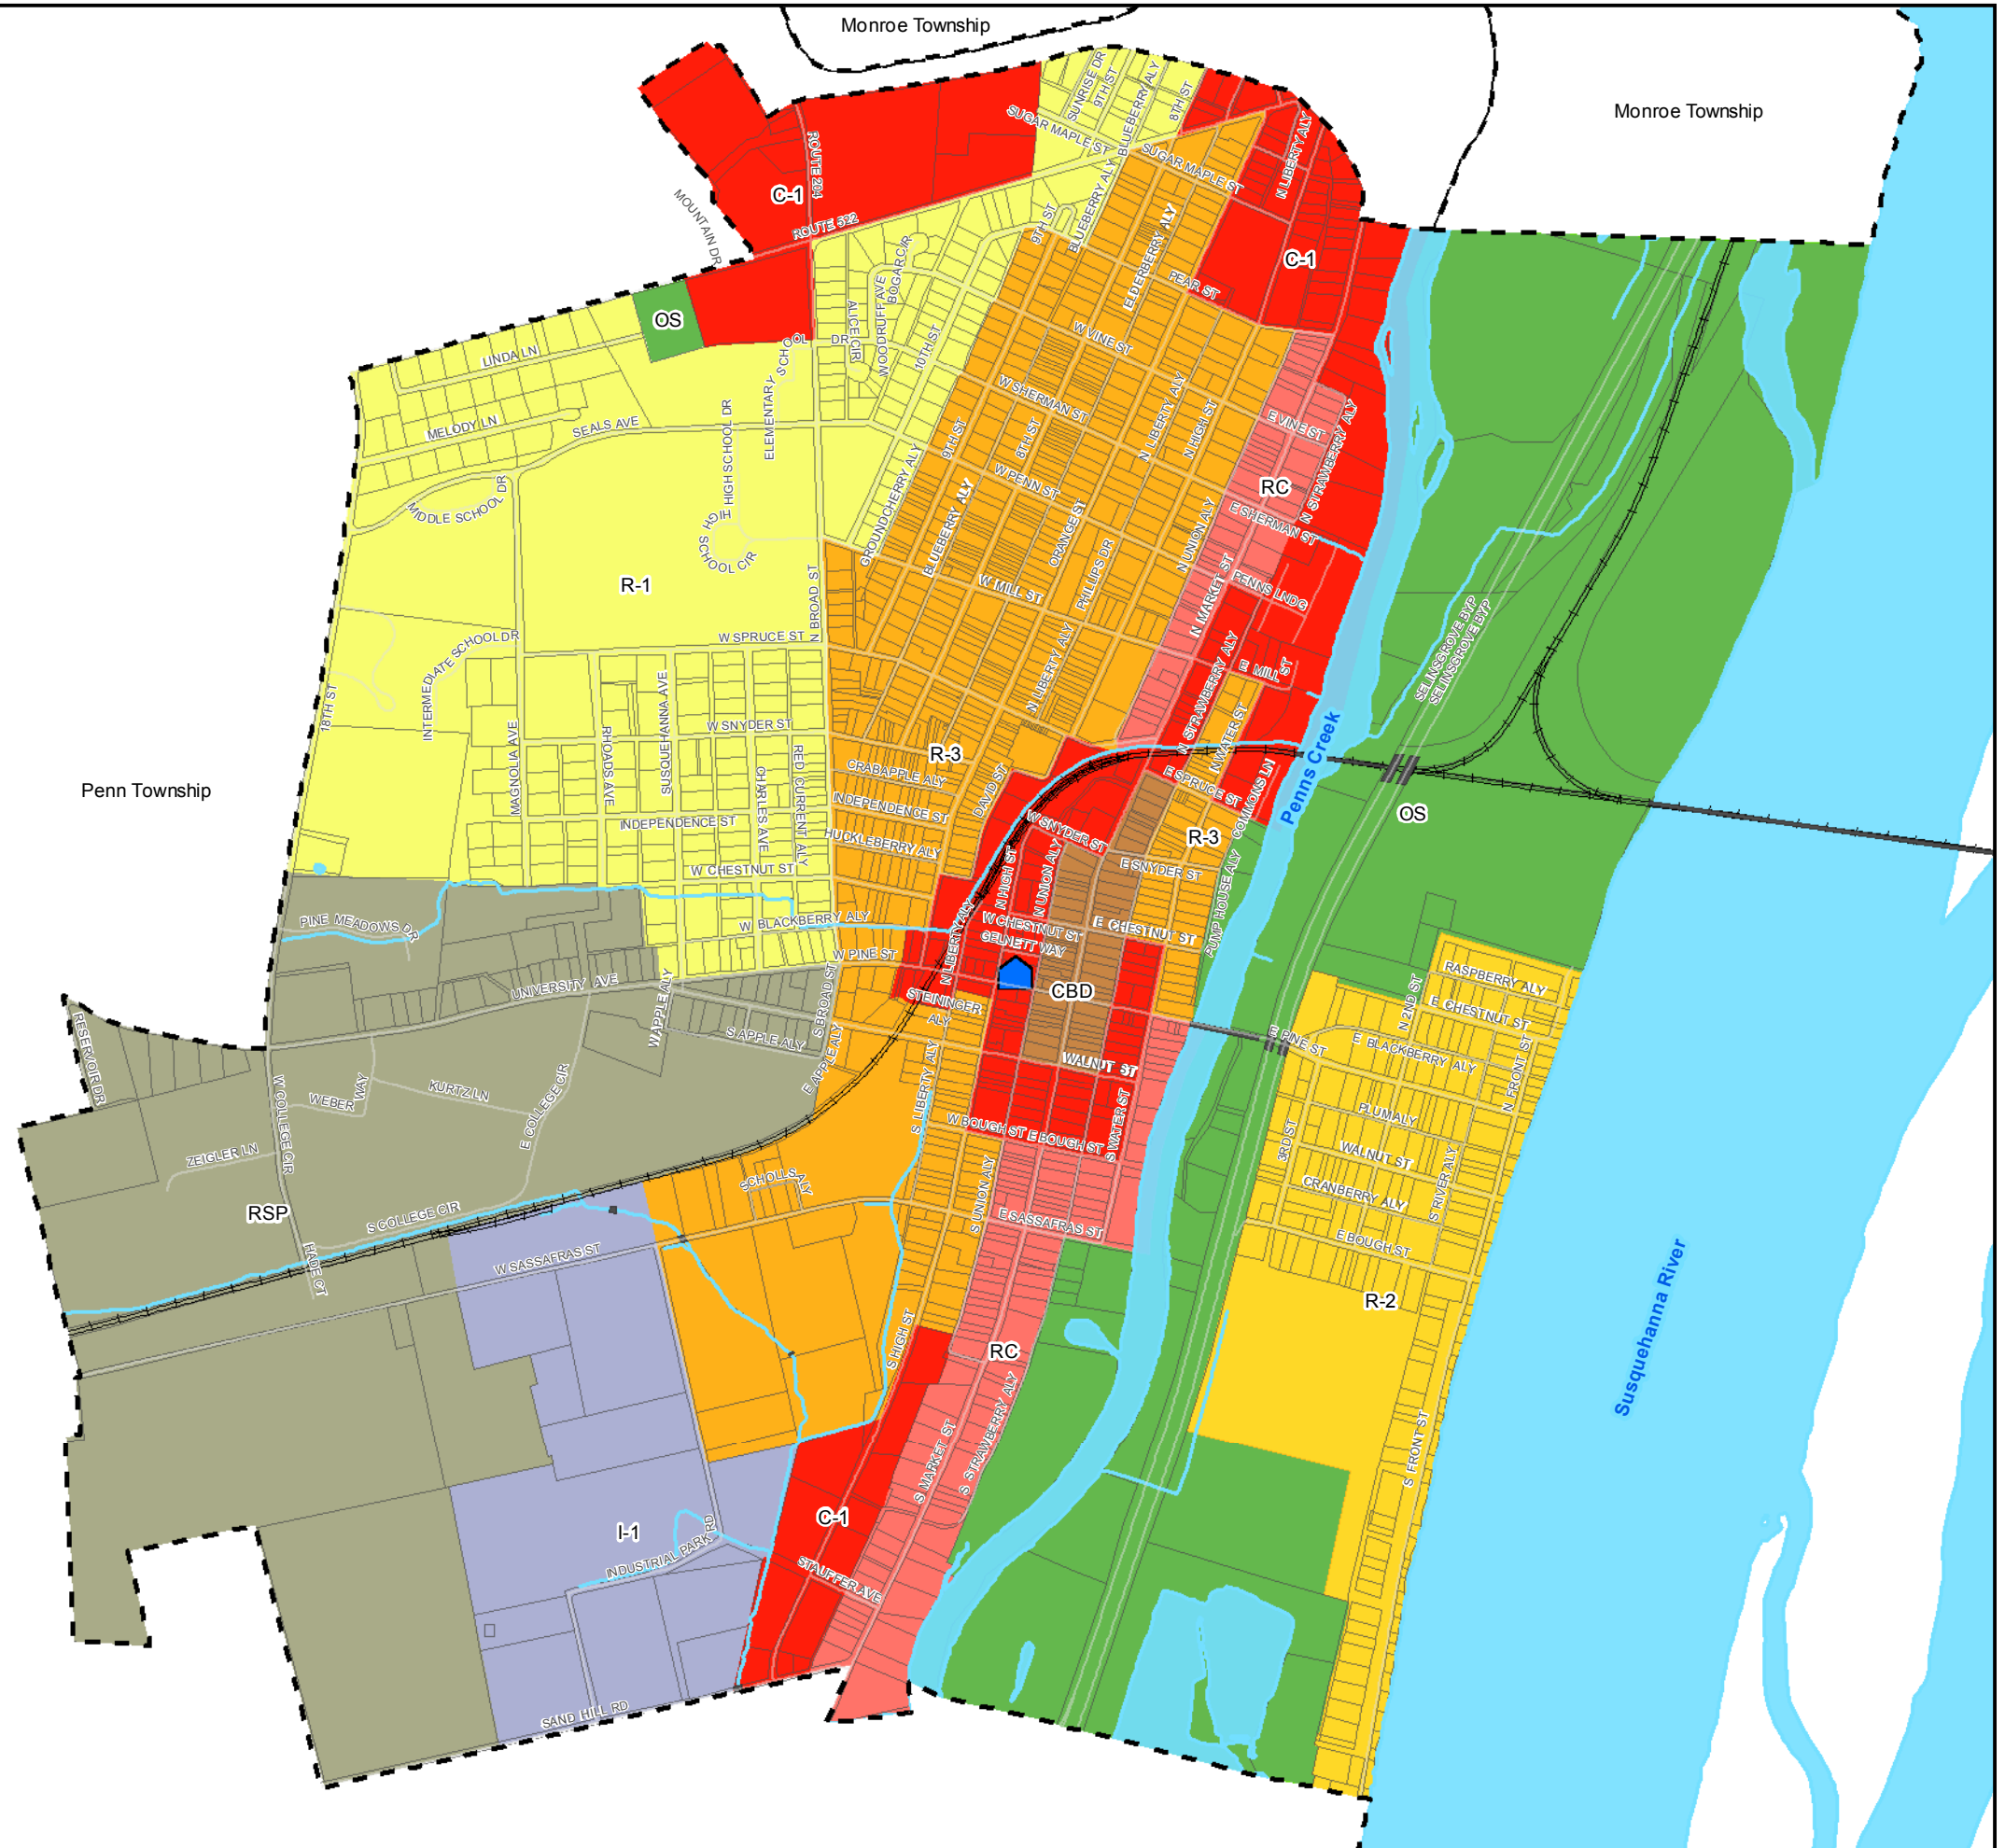 Monroe Township
Monroe Township
SUNRISE DR
9TH ST
BLUEBERRY ALY
8TH ST
SUGAR MAPLE ST
SUGAR MAPLE ST
N LIBERTY ALY
ROUTE 204
C-1
MOUNTAIN DR
ROUTE 522
9TH ST
BLUEBERRY ALY
ELDERBERRY ALY
C-1
PEAR ST
BOGAR CIR
WOODRUFF AVE
ALICE CIR
10TH ST
OS
SCHOOL DR
ELEMENTARY
LINDA LN
W VINE ST
W SHERMAN ST
MELODY LN
SEALS AVE
HIGH SCHOOL DR
9TH ST
8TH ST
N LIBERTY ALY
N HIGH ST
E VINE ST
N STRAWBERRY ALY
RC
MIDDLE SCHOOL DR
HIGH
SCHOOL CIR
GROUNDCHERRY ALY
BLUEBERRY ALY
W PENN ST
ORANGE ST
PHILLIPS DR
N UNION ALY
E SHERMAN ST
R-1
N BROAD ST
W MILL ST
N MARKET ST
PENNS LNDG
SELINSGROVE BYP
SELINSGROVE BYP
INTERMEDIATE SCHOOL DR
W SPRUCE ST
N LIBERTY ALY
N STRAWBERRY ALY
E MILL ST
18TH ST
MAGNOLIA AVE
RHOADS AVE
SUSQUEHANNA AVE
W SNYDER ST
CHARLES AVE
RED CURRENT ALY
R-3
N WATER ST
Penns Creek
Penn Township
CRABAPPLE ALY
INDEPENDENCE ST
HUCKLEBERRY ALY
DAVID ST
E SPRUCE ST
COMMONS LN
OS
INDEPENDENCE ST
W SNYDER ST
R-3
E SNYDER ST
W CHESTNUT ST
N HIGH ST
N UNION ALY
PUMP HOUSE ALY
PINE MEADOWS DR
W BLACKBERRY ALY
N LIBERTY ALY
W CHESTNUT ST
GELNETT WAY
E CHESTNUT ST
W PINE ST
CBD
RASPBERRY ALY
E CHESTNUT ST
N 2ND ST
UNIVERSITY AVE
W APPLE ALY
S BROAD ST
STEININGER
ALY
RESERVOIR DR
S APPLE ALY
E APPLE ALY
E PINE ST
E BLACKBERRY ALY
N FRONT ST
W COLLEGE CIR
WEBER WAY
KURTZ LN
E COLLEGE CIR
S LIBERTY ALY
WALNUT ST
S WATER ST
PLUM ALY
W BOUGH ST
E BOUGH ST
3RD ST
WALNUT ST
ZEIGLER LN
SCHOLLS ALY
S UNION ALY
CRANBERRY ALY
S RIVER ALY
RSP
S COLLEGE CIR
E SASSAFRAS ST
E BOUGH ST
HADE CT
W SASSAFRAS ST
R-2
S HIGH ST
RC
Susquehanna River
S MARKET ST
S STRAWBERRY ALY
S FRONT ST
C-1
I-1
INDUSTRIAL PARK RD
STAUFFER AVE
SAND HILL RD